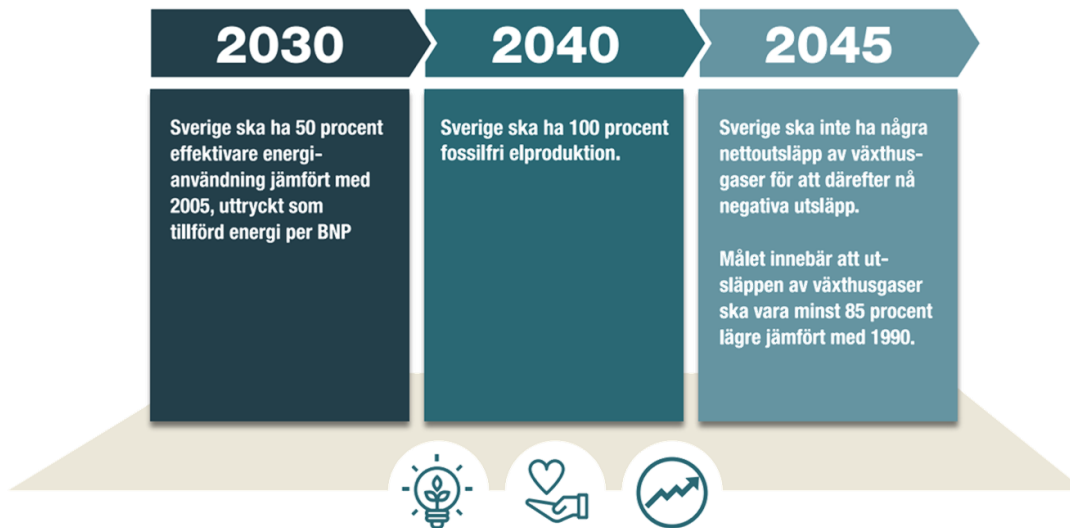 2030
Sverige ska ha 50 procent
effektivare energi-
användning jämfört med
2005, uttryckt som
tillförd energi per BNP
2040
Sverige ska ha 100 procent
fossilfri elproduktion.
2045
Sverige ska inte ha några
nettoutsläpp av växthus-
gaser för att därefter nå
negativa utsläpp.
Målet innebär att ut-
släppen av växthusgaser
ska vara minst 85 procent
lägre jämfört med 1990.